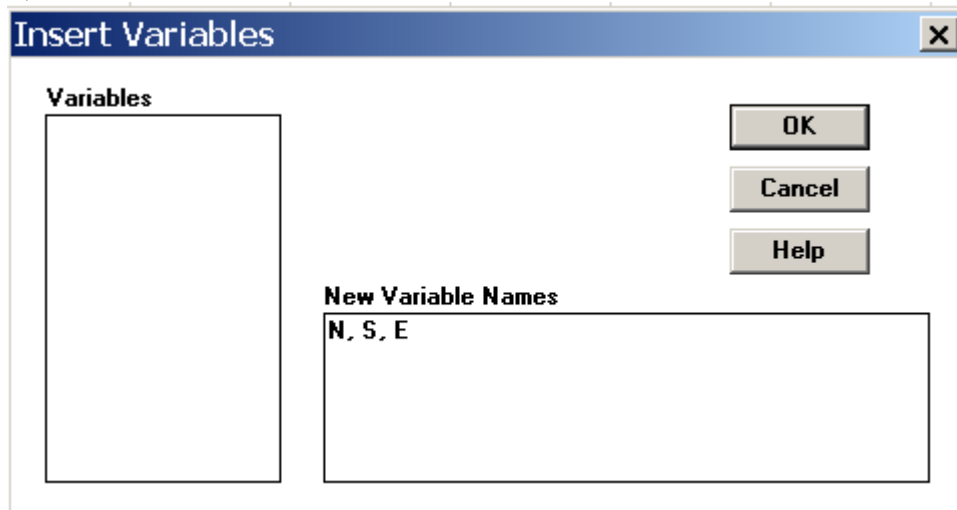 Insert Variables
Variables
OK
Cancel
Help
New Variable Names
N, S, E